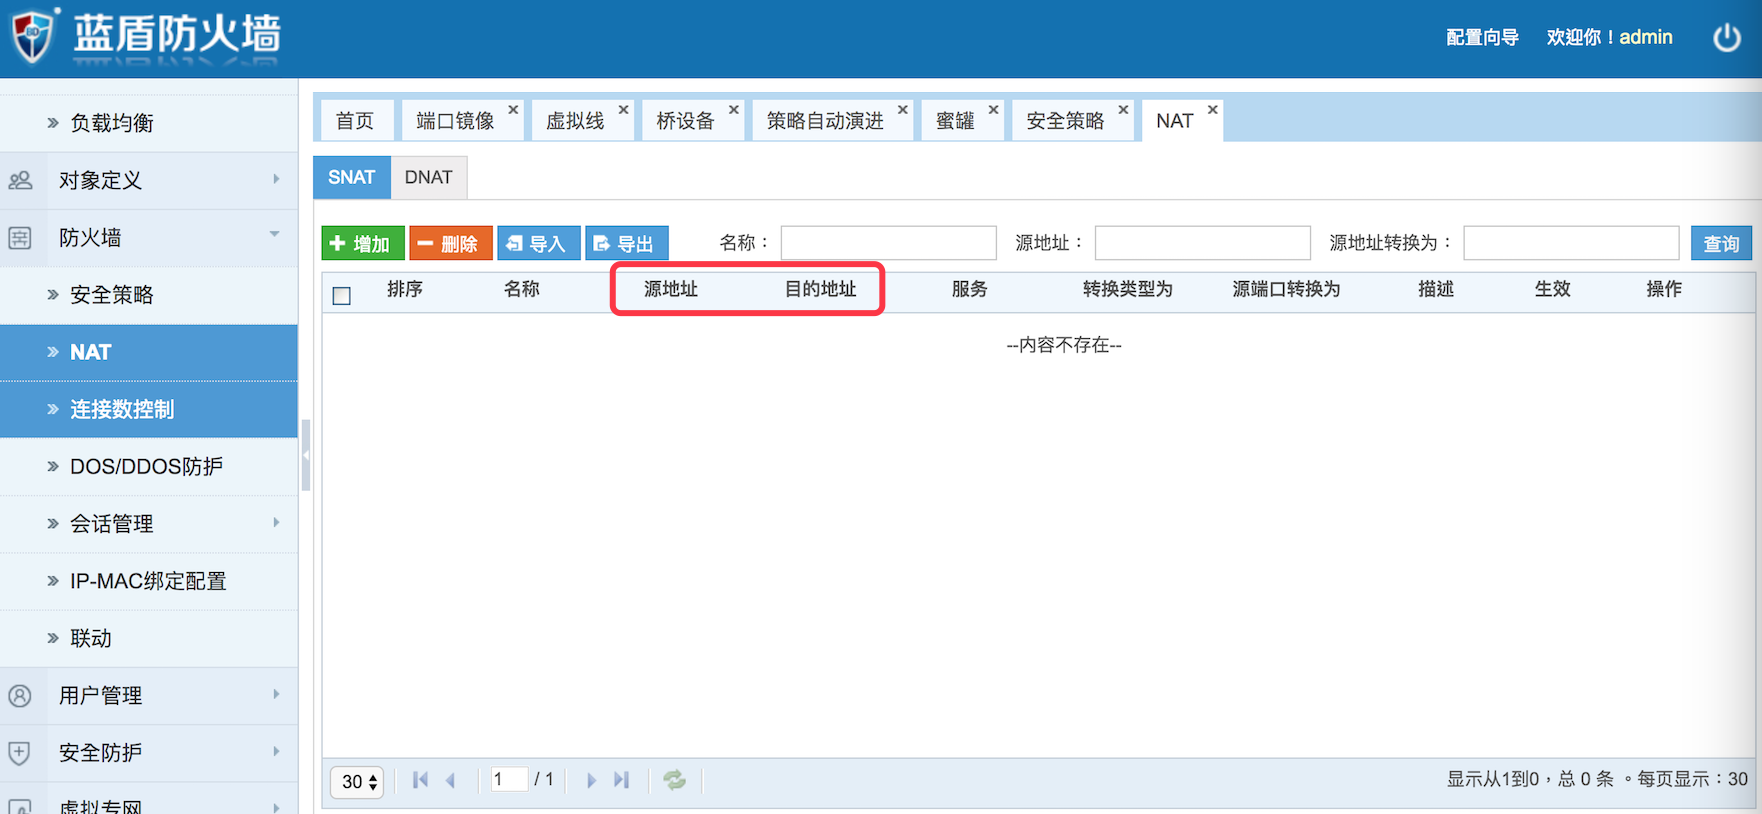 蓝盾防火墙
配置向导 欢迎你！admin
负载均衡
对象定义
防火墙
安全策略
NAT
连接数控制
DOS/DDOS防护
会话管理
IP-MAC绑定配置
联动
用户管理
安全防护
虚拟专网
首页 端口镜像 虚拟线 桥设备 策略自动演进 蜜罐 安全策略 NAT
SNAT DNAT
增加 删除 导入 导出 名称： 源地址： 源地址转换为： 查询
排序 名称 源地址 目的地址 服务 转换类型为 源端口转换为 描述 生效 操作
--内容不存在--
30 1 / 1 显示从1到0，总 0 条 。每页显示：30